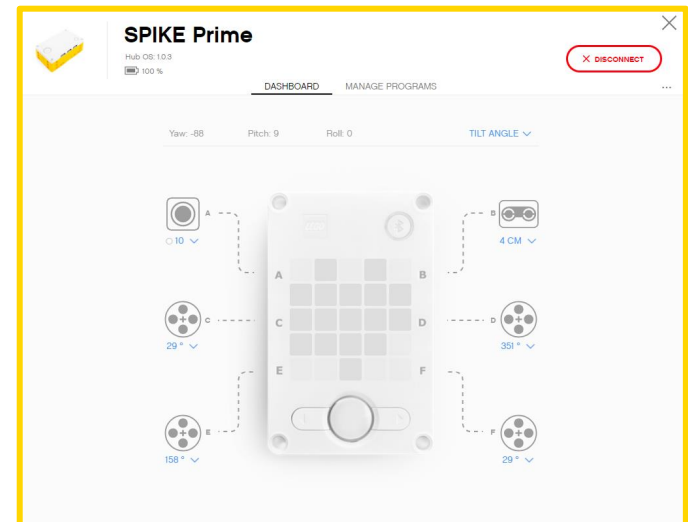 SPIKE Prime
Hub OS: 1.0.3
100 %
X DISCONNECT
DASHBOARD MANAGE PROGRAMS
...
Yaw: -88 Pitch: 9 Roll: 0 TILT ANGLE
A B
10 4 CM
A B
C C D D
29 ° 351 °
E F
E F
158 ° 29 °